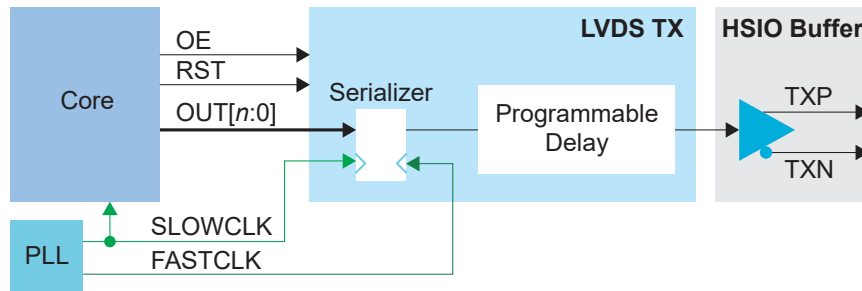 LVDS TX
HSIO Buffer
OE
RST
Core
OUT[n:0]
Serializer
Programmable
Delay
TXP
TXN
SLOWCLK
PLL
FASTCLK